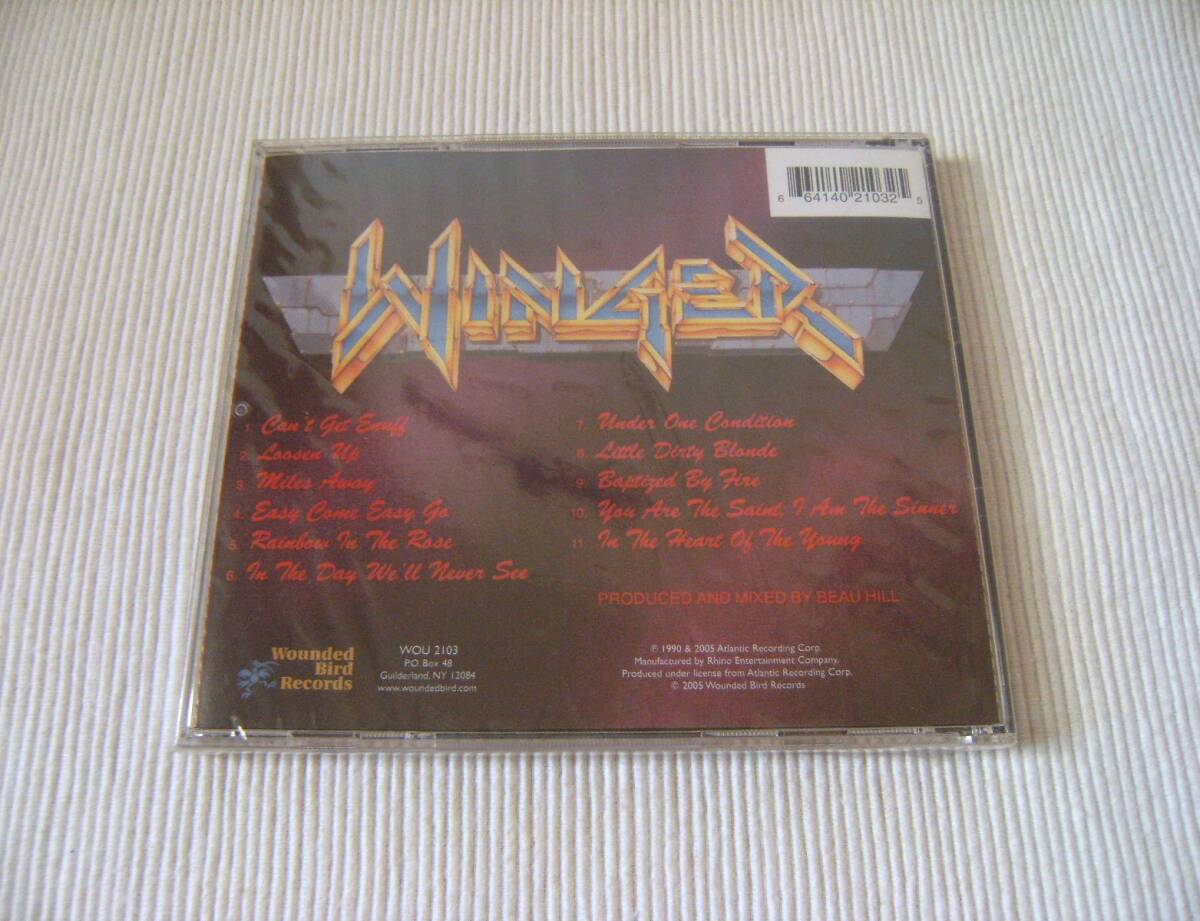 6 64140 21032 5
WINGER
1. Can't Get Enuff
2. Loosen Up
3. Miles Away
4. Easy Come Easy Go
5. Rainbow In The Rose
6. In The Day We'll Never See
7. Under One Condition
8. Little Dirty Blonde
9. Baptized By Fire
10. You Are The Saint, I Am The Sinner
11. In The Heart Of The Young
PRODUCED AND MIXED BY BEAU HILL
Wounded
Bird
Records
WOU 2103
P.O. Box 48
Guilderland, NY 12084
www.woundedbird.com
℗ 1990 & 2005 Atlantic Recording Corp.
Manufactured by Rhino Entertainment Company.
Produced under license from Atlantic Recording Corp.
© 2005 Wounded Bird Records